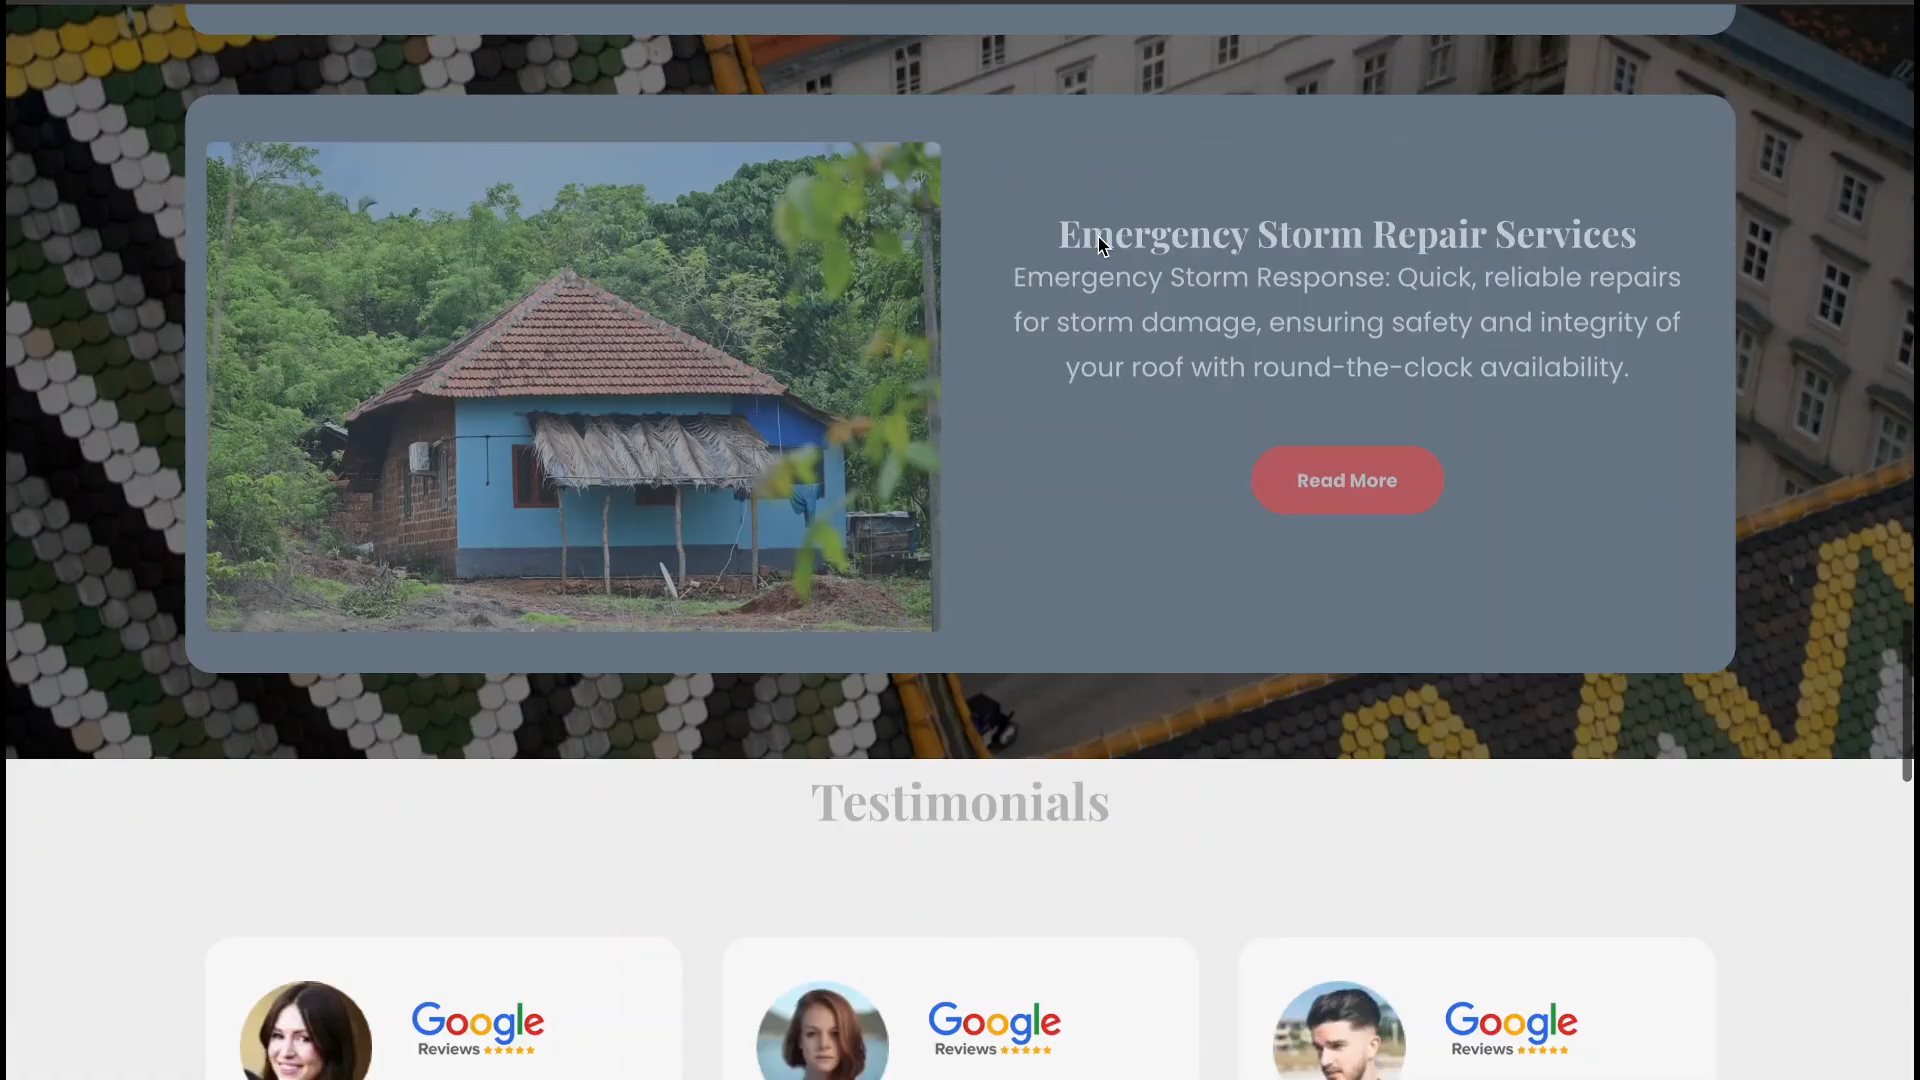 Emergency Storm Repair Services
Emergency Storm Response: Quick, reliable repairs
for storm damage, ensuring safety and integrity of
your roof with round-the-clock availability.
Read More
Testimonials
Google
Reviews
Google
Reviews
Google
Reviews